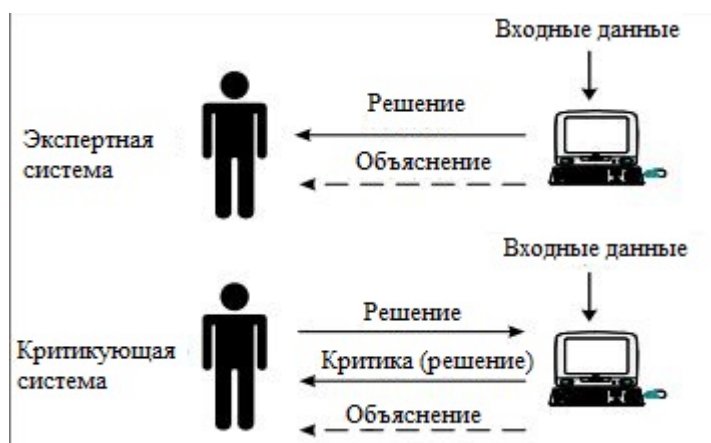 Входные данные
Решение
Экспертная
система
Объяснение
Входные данные
Решение
Критикующая
система
Критика (решение)
Объяснение